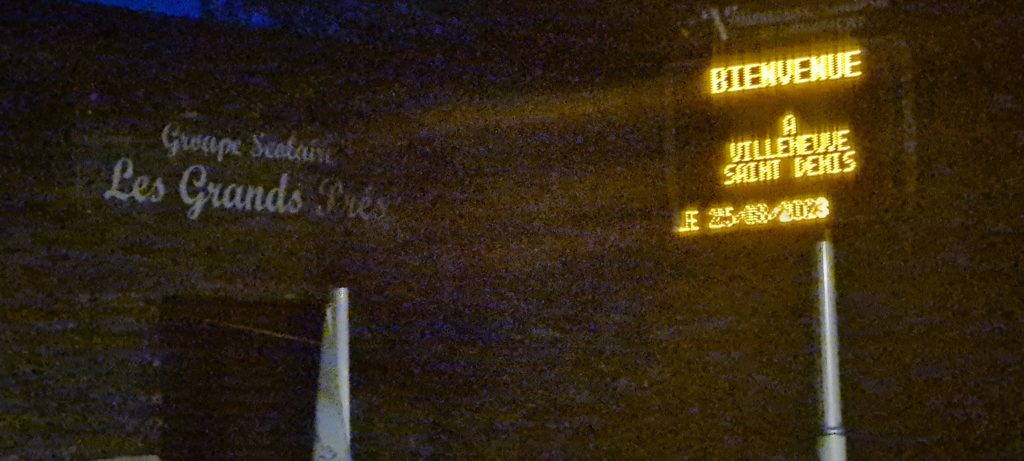 Groupe Scolaire
Les Grands Prés
BIENVENUE
A
VILLENEUVE
SAINT DENIS
LE 25/08/2023